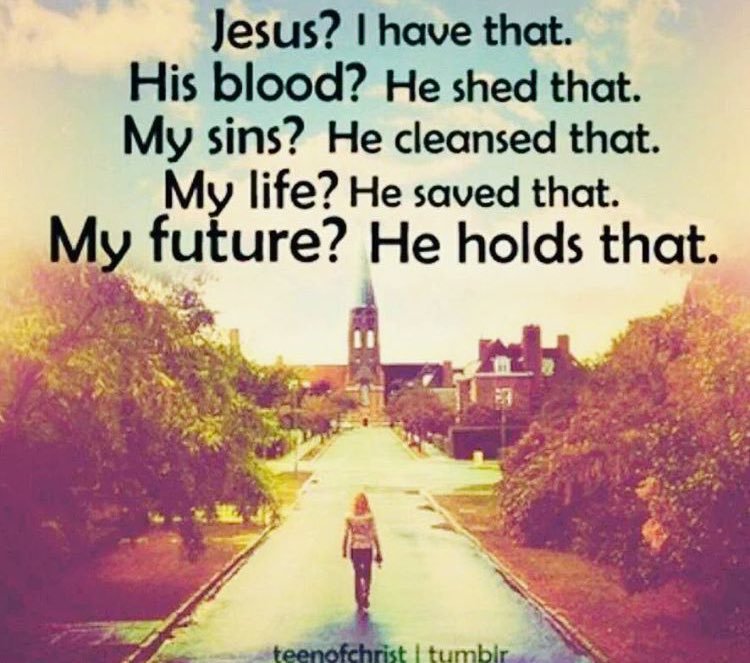 Jesus? I have that.
His blood? He shed that.
My sins? He cleansed that.
My life? He saved that.
My future? He holds that.
teenofchrist | tumblr